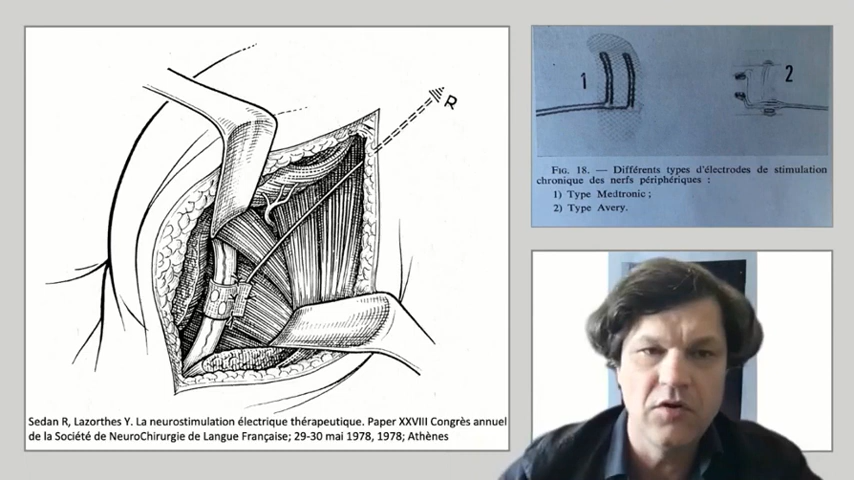 R
Sedan R, Lazorthes Y. La neurostimulation électrique thérapeutique. Paper XXVIII Congrès annuel
de la Société de NeuroChirurgie de Langue Française; 29-30 mai 1978, 1978; Athènes
1
2
FIG. 18. — Différents types d'électrodes de stimulation
chronique des nerfs périphériques :
1) Type Medtronic ;
2) Type Avery.